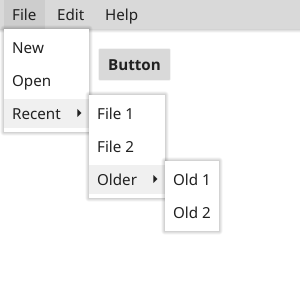 File Edit Help
New
Open
Recent
Button
File 1
File 2
Older
Old 1
Old 2